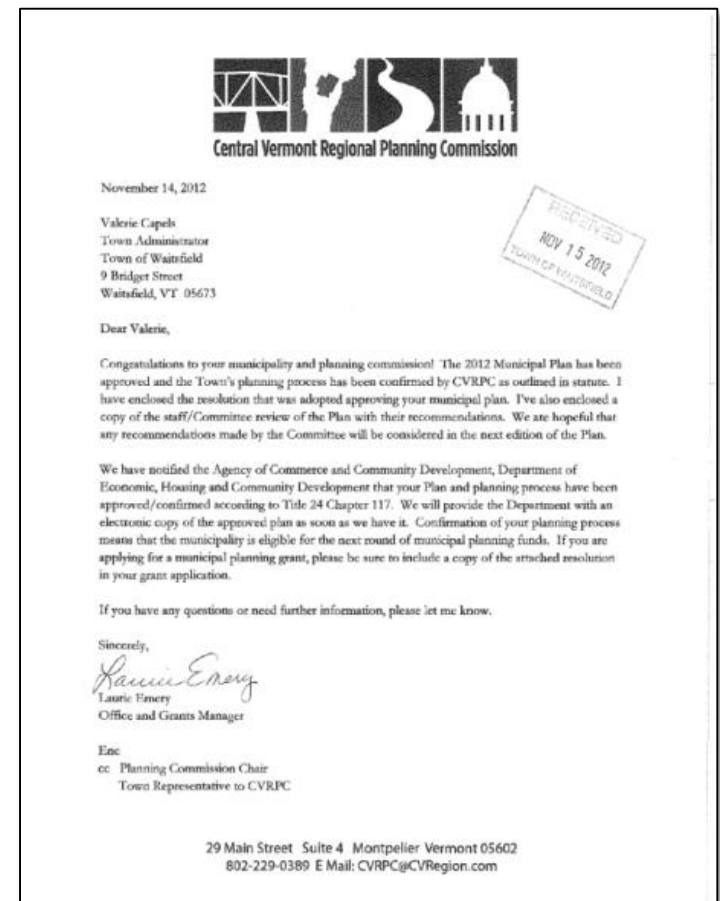 Central Vermont Regional Planning Commission
November 14, 2012
RECEIVED
NOV 15 2012
TOWN OF WAITSFIELD
Valerie Capels
Town Administrator
Town of Waitsfield
9 Bridget Street
Waitsfield, VT 05673
Dear Valerie,
Congratulations to your municipality and planning commission! The 2012 Municipal Plan has been
approved and the Town's planning process has been confirmed by CVRPC as outlined in statute. I
have enclosed the resolution that was adopted approving your municipal plan. I've also enclosed a
copy of the staff/Committee review of the Plan with their recommendations. We are hopeful that
any recommendations made by the Committee will be considered in the next edition of the Plan.
We have notified the Agency of Commerce and Community Development, Department of
Economic, Housing and Community Development that your Plan and planning process have been
approved/confirmed according to Title 24 Chapter 117. We will provide the Department with an
electronic copy of the approved plan as soon as we have it. Confirmation of your planning process
means that the municipality is eligible for the next round of municipal planning funds. If you are
applying for a municipal planning grant, please be sure to include a copy of the attached resolution
in your grant application.
If you have any questions or need further information, please let me know.
Sincerely,
Laurie Emery
Laurie Emery
Office and Grants Manager
Enc
cc Planning Commission Chair
Town Representative to CVRPC
29 Main Street Suite 4 Montpelier Vermont 05602
802-229-0389 E Mail: CVRPC@CVRegion.com